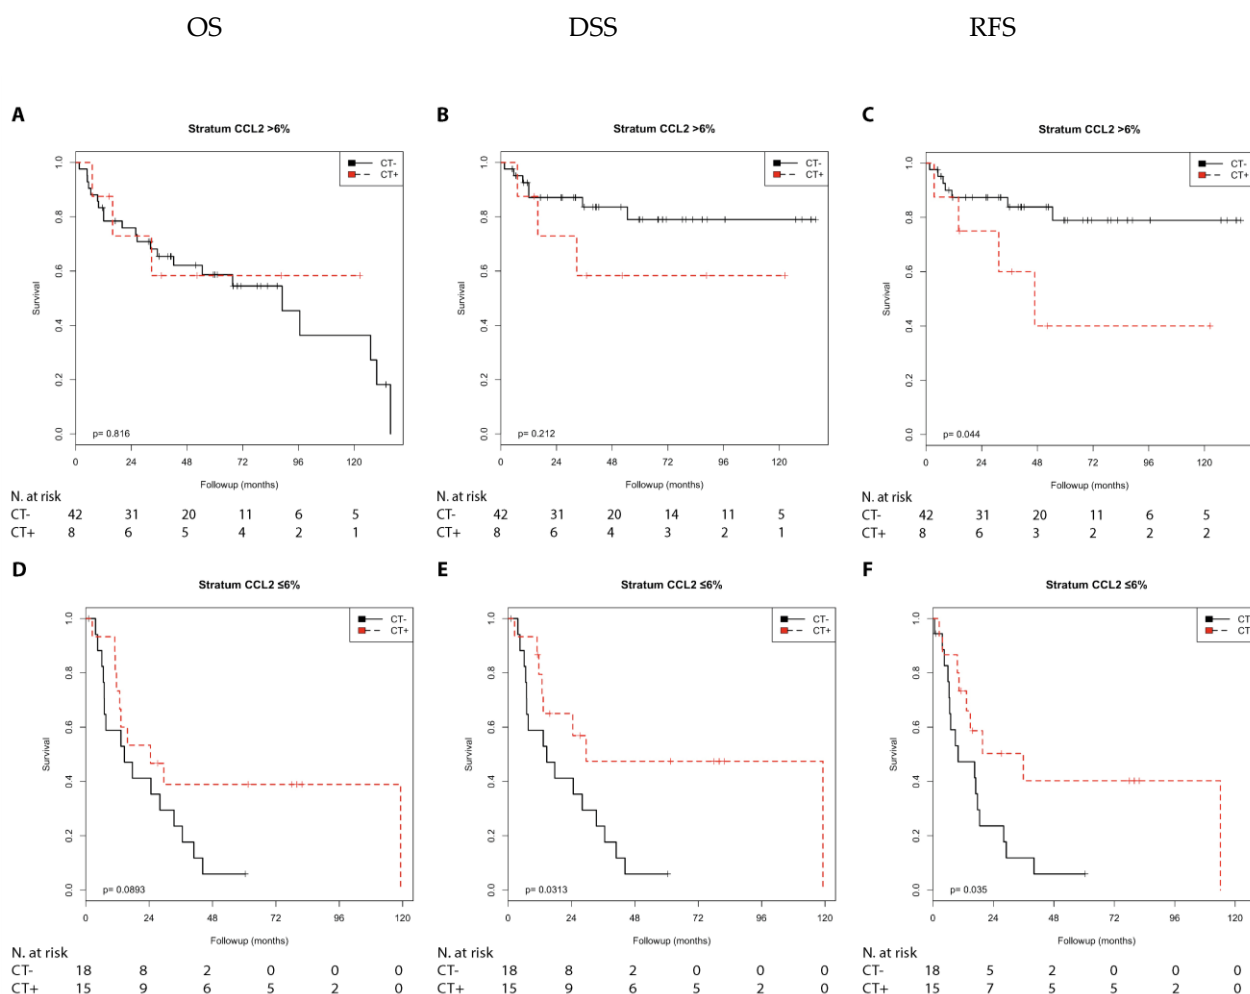 OS DSS RFS
A B C
Stratum CCL2 >6% Stratum CCL2 >6% Stratum CCL2 >6%
CT- CT- CT-
CT+ CT+ CT+
1.0 0.8 0.6 0.4 0.2 0.0 1.0 0.8 0.6 0.4 0.2 0.0 1.0 0.8 0.6 0.4 0.2 0.0
Survival Survival Survival
p= 0.816 p= 0.212 p= 0.044
0 24 48 72 96 120 0 24 48 72 96 120 0 24 48 72 96 120
Followup (months) Followup (months) Followup (months)
N. at risk N. at risk N. at risk
CT- 42 31 20 11 6 5 CT- 42 31 20 14 11 5 CT- 42 31 20 11 6 5
CT+ 8 6 5 4 2 1 CT+ 8 6 4 3 2 1 CT+ 8 6 3 2 2 2
D E F
Stratum CCL2 ≤6% Stratum CCL2 ≤6% Stratum CCL2 ≤6%
CT- CT- CT
CT+ CT+ CT
1.0 0.8 0.6 0.4 0.2 0.0 1.0 0.8 0.6 0.4 0.2 0.0 1.0 0.8 0.6 0.4 0.2 0.0
Survival Survival Survival
p= 0.0893 p= 0.0313 p= 0.035
0 24 48 72 96 120 0 24 48 72 96 120 0 24 48 72 96 120
Followup (months) Followup (months) Followup (months)
N. at risk N. at risk N. at risk
CT- 18 8 2 0 0 0 CT- 18 8 2 0 0 0 CT- 18 5 2 0 0 0
CT+ 15 9 6 5 2 0 CT+ 15 9 6 5 2 0 CT+ 15 7 5 5 2 0